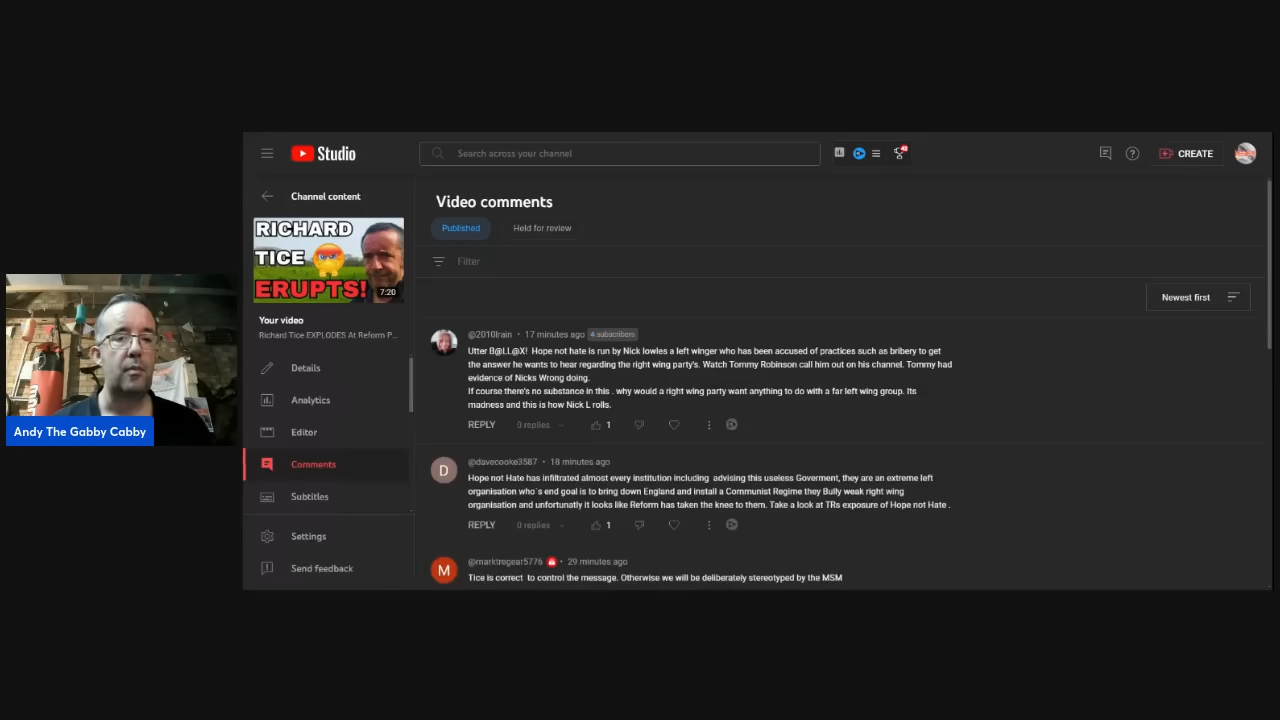 Studio
Search across your channel
CREATE
Channel content
RICHARD
TICE
ERUPTS!
7:20
Your video
Richard Tice EXPLODES At Reform P...
Details
Analytics
Editor
Comments
Subtitles
Settings
Send feedback
Andy The Gabby Cabby
Video comments
Published
Held for review
Filter
Newest first
@2010Irain • 17 minutes ago 4 subscribers
Utter B@LL@X! Hope not hate is run by Nick lowles a left winger who has been accused of practices such as bribery to get
the answer he wants to hear regarding the right wing party's. Watch Tommy Robinson call him out on his channel. Tommy had
evidence of Nicks Wrong doing.
If course there's no substance in this . why would a right wing party want anything to do with a far left wing group. Its
madness and this is how Nick L rolls.
REPLY 0 replies 1
D
@davecooke3587 • 18 minutes ago
Hope not Hate has infiltrated almost every institution including advising this useless Goverment, they are an extreme left
organisation who`s end goal is to bring down England and install a Communist Regime they Bully weak right wing
organisation and unfortunatly it looks like Reform has taken the knee to them. Take a look at TRs exposure of Hope not Hate .
REPLY 0 replies 1
M
@marktregear5776 • 29 minutes ago
Tice is correct to control the message. Otherwise we will be deliberately stereotyped by the MSM